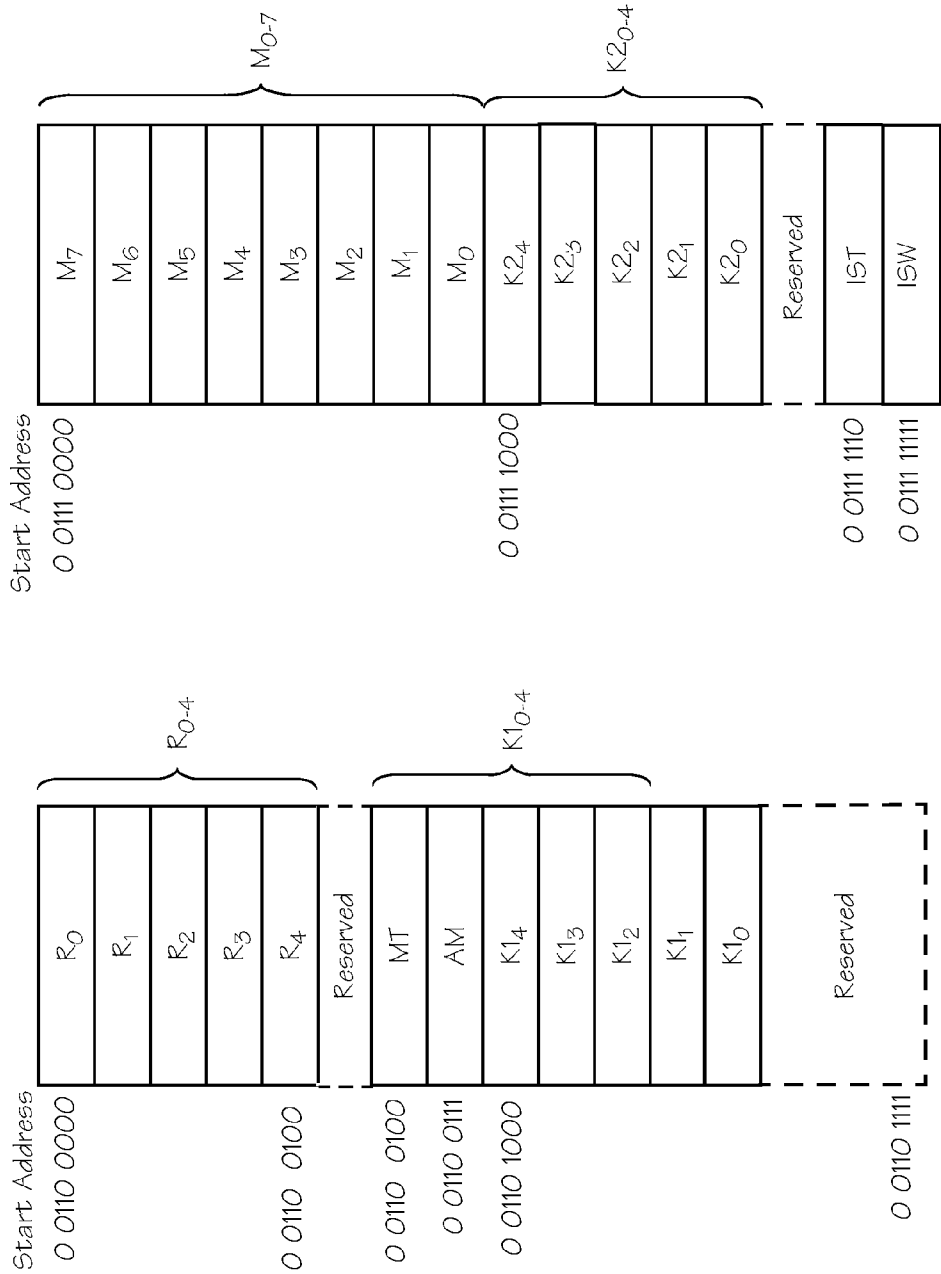 Start Address
0 0110 0000
R0
R1
R2
R3
0 0110 0100
R4
R0-4
Reserved
0 0110 0100
MT
0 0110 0111
AM
0 0110 1000
K14
K13
K12
K11
K10
K10-4
Reserved
0 0110 1111
Start Address
0 0111 0000
M7
M6
M5
M4
M3
M2
M1
M0
M0-7
0 0111 1000
K24
K23
K22
K21
K20
K20-4
Reserved
0 0111 1110
IST
0 0111 11111
ISW